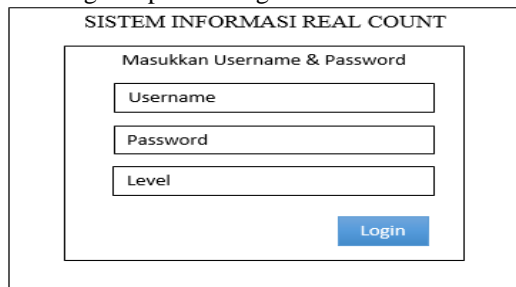 SISTEM INFORMASI REAL COUNT
Masukkan Username & Password
Username
Password
Level
Login